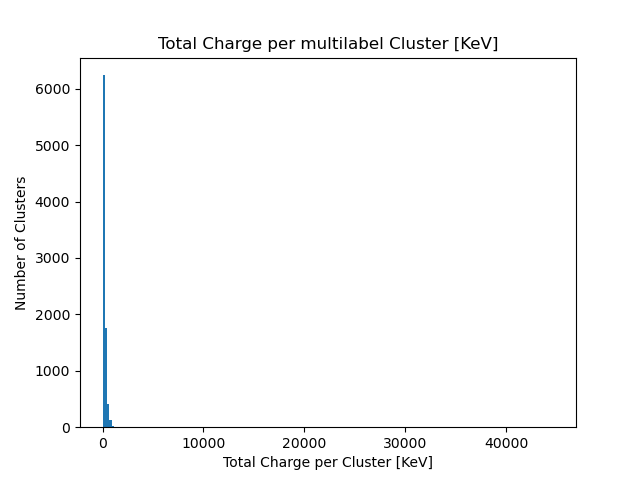 Total Charge per multilabel Cluster [KeV]
6000
5000
4000
3000
2000
1000
0
Number of Clusters
0 10000 20000 30000 40000
Total Charge per Cluster [KeV]